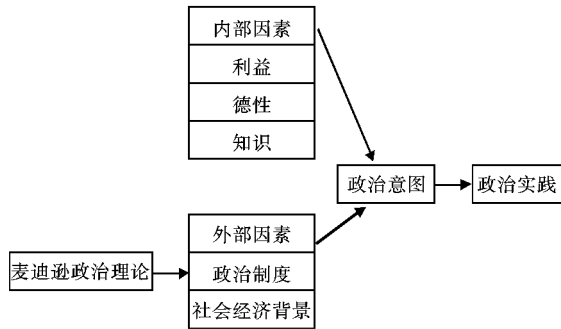 内部因素
利益
德性
知识
政治意图
政治实践
外部因素
麦迪逊政治理论
政治制度
社会经济背景